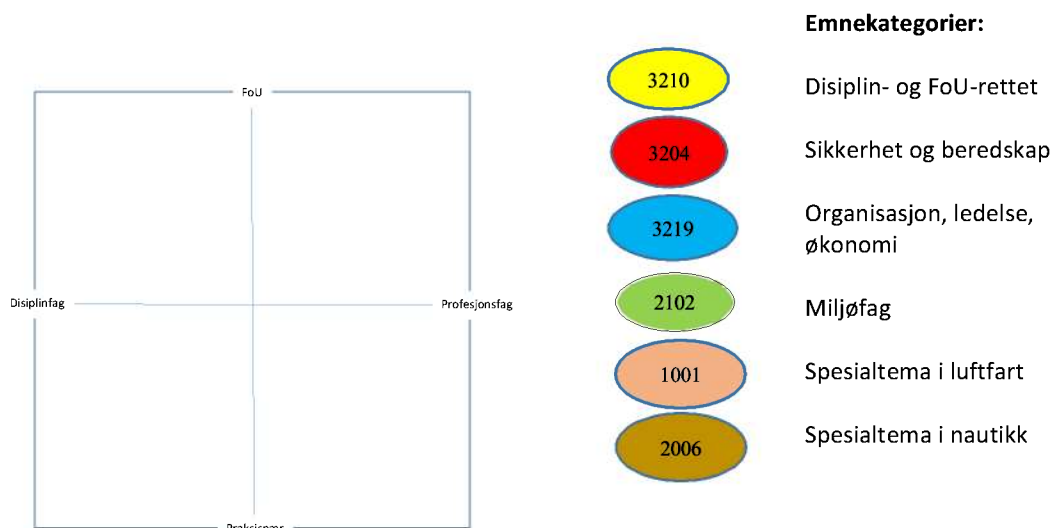 FoU
Disiplinfag
Profesjonsfag
Emnekategorier:
3210
Disiplin- og FoU-rettet
3204
Sikkerhet og beredskap
3219
Organisasjon, ledelse,
økonomi
2102
Miljøfag
1001
Spesialtema i luftfart
2006
Spesialtema i nautikk